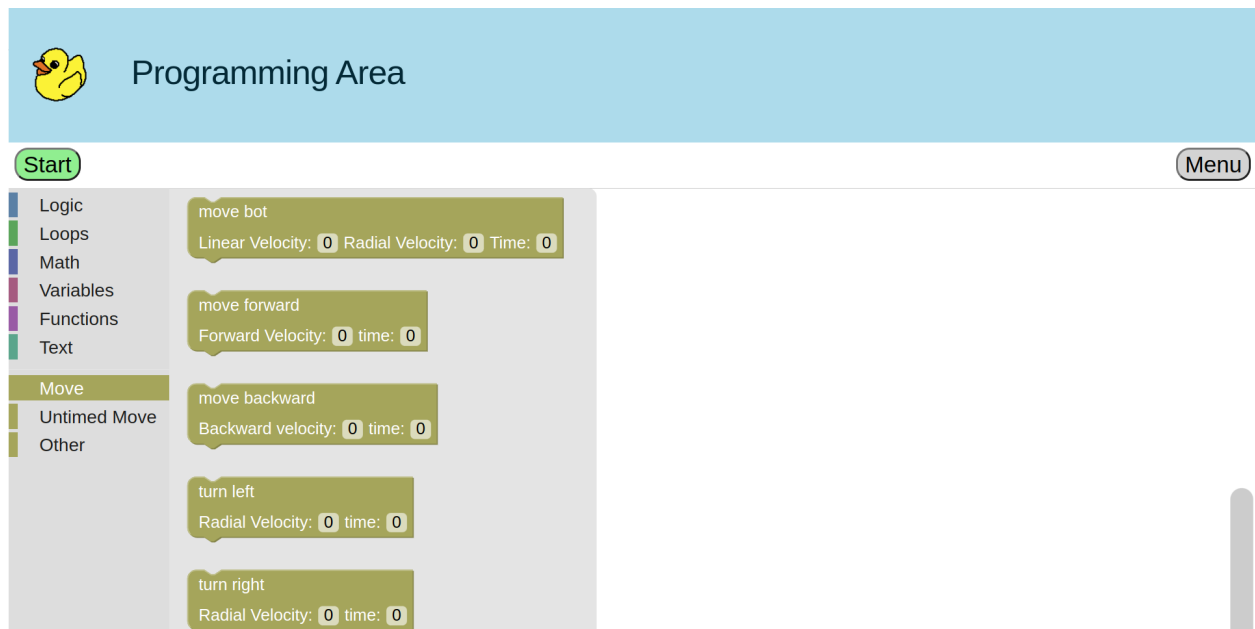 Programming Area
Start
Menu
Logic
Loops
Math
Variables
Functions
Text
Move
Untimed Move
Other
move bot
Linear Velocity: 0 Radial Velocity: 0 Time: 0
move forward
Forward Velocity: 0 time: 0
move backward
Backward velocity: 0 time: 0
turn left
Radial Velocity: 0 time: 0
turn right
Radial Velocity: 0 time: 0